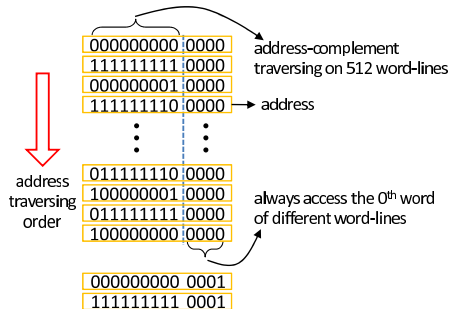 000000000 0000
111111111 0000
000000001 0000
111111110 0000
address-complement
traversing on 512 word-lines
address
address
traversing
order
011111110 0000
100000001 0000
011111111 0000
100000000 0000
always access the 0th word
of different word-lines
000000000 0001
111111111 0001